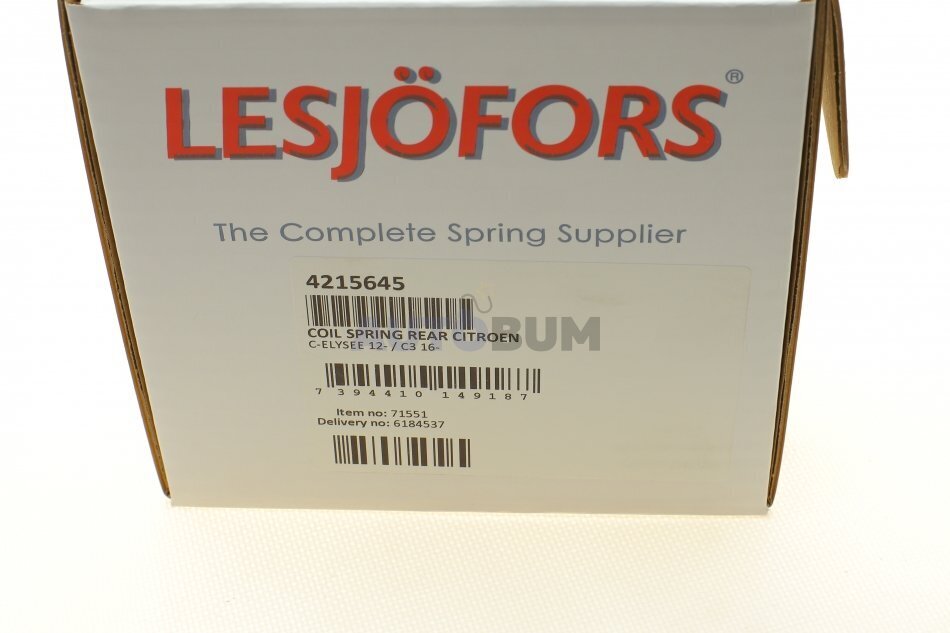 LESJÖFORS®
The Complete Spring Supplier
4215645
COIL SPRING REAR CITROEN
C-ELYSEE 12- / C3 16-
AUTOBUM
7 394410 149187
Item no: 71551
Delivery no: 6184537